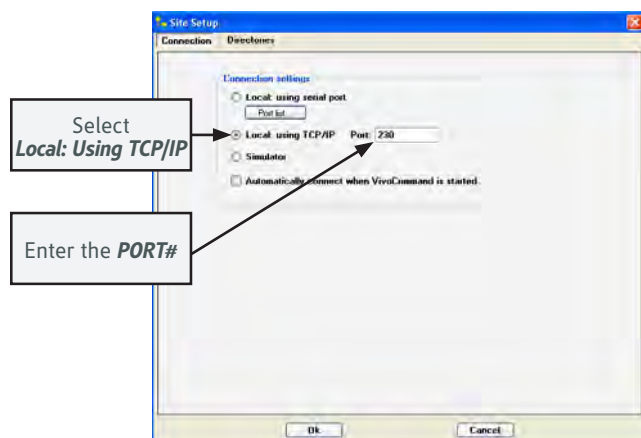 Site Setup
Connection Directories
Connection settings
Local: using serial port
Port list...
Select
Local: Using TCP/IP
Local: using TCP/IP Port: 230
Simulator
Automatically connect when VivoCommand is started.
Enter the PORT#
Ok Cancel